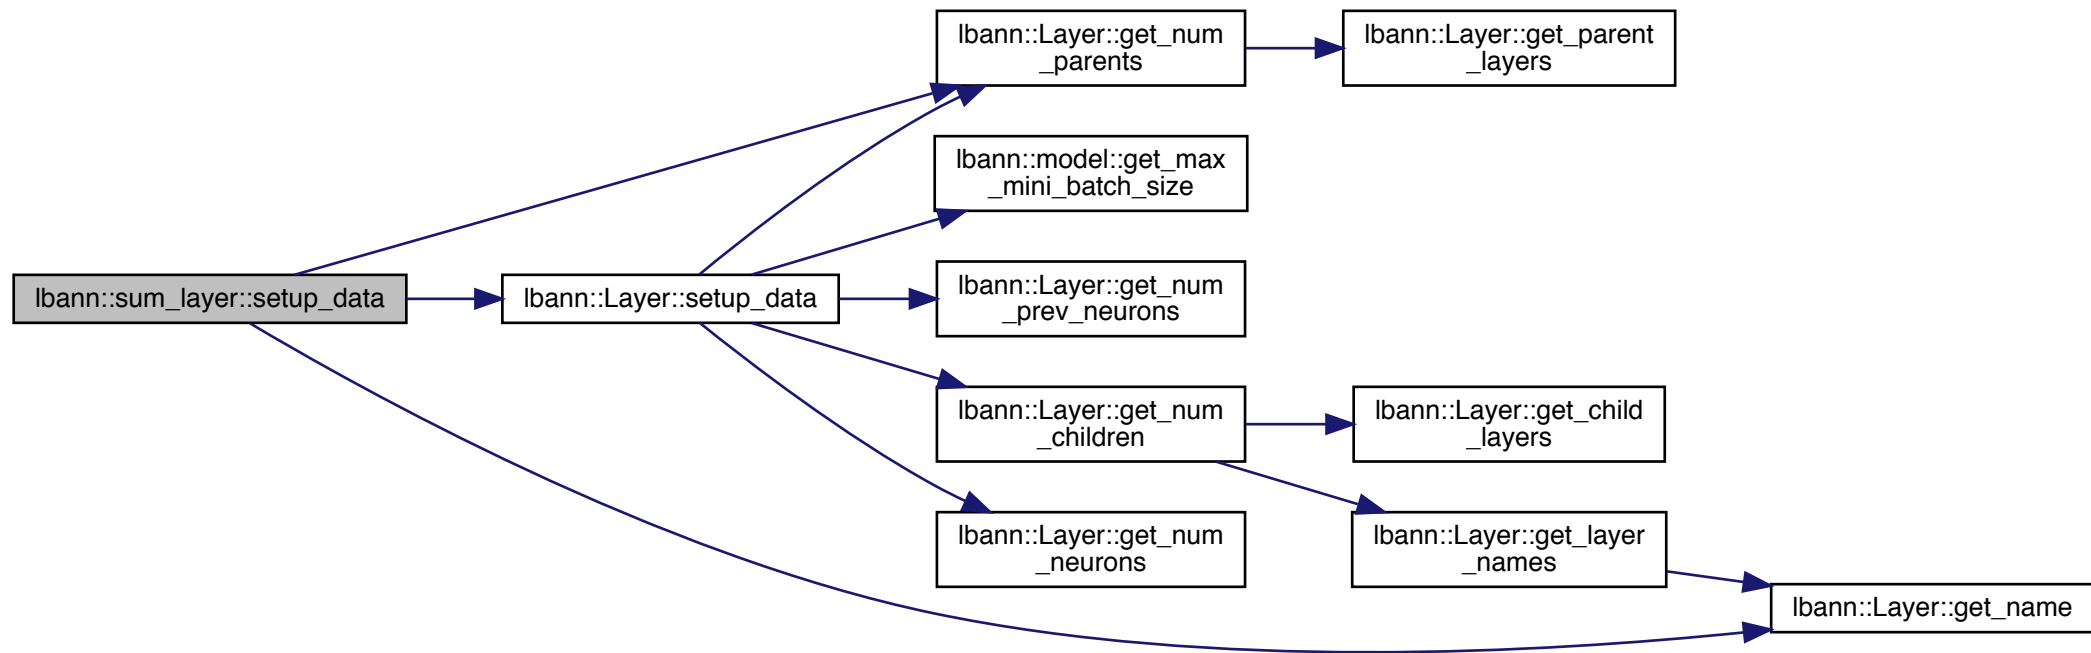 lbann::sum_layer::setup_data
lbann::Layer::setup_data
lbann::Layer::get_num
_parents
lbann::model::get_max
_mini_batch_size
lbann::Layer::get_num
_prev_neurons
lbann::Layer::get_num
_children
lbann::Layer::get_num
_neurons
lbann::Layer::get_parent
_layers
lbann::Layer::get_child
_layers
lbann::Layer::get_layer
_names
lbann::Layer::get_name